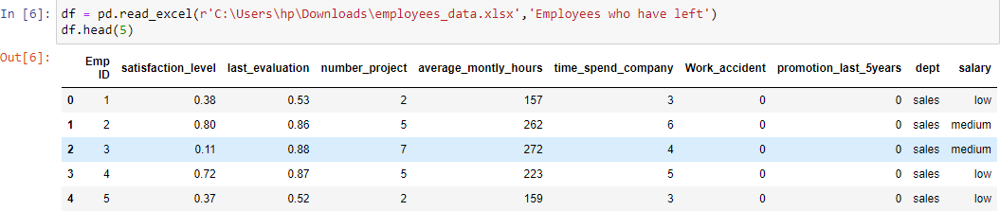 In [6]: df = pd.read_excel(r'C:\Users\hp\Downloads\employees_data.xlsx','Employees who have left')
df.head(5)
Out[6]:
Emp ID satisfaction_level last_evaluation number_project average_montly_hours time_spend_company Work_accident promotion_last_5years dept salary
0 1 0.38 0.53 2 157 3 0 0 sales low
1 2 0.80 0.86 5 262 6 0 0 sales medium
2 3 0.11 0.88 7 272 4 0 0 sales medium
3 4 0.72 0.87 5 223 5 0 0 sales low
4 5 0.37 0.52 2 159 3 0 0 sales low